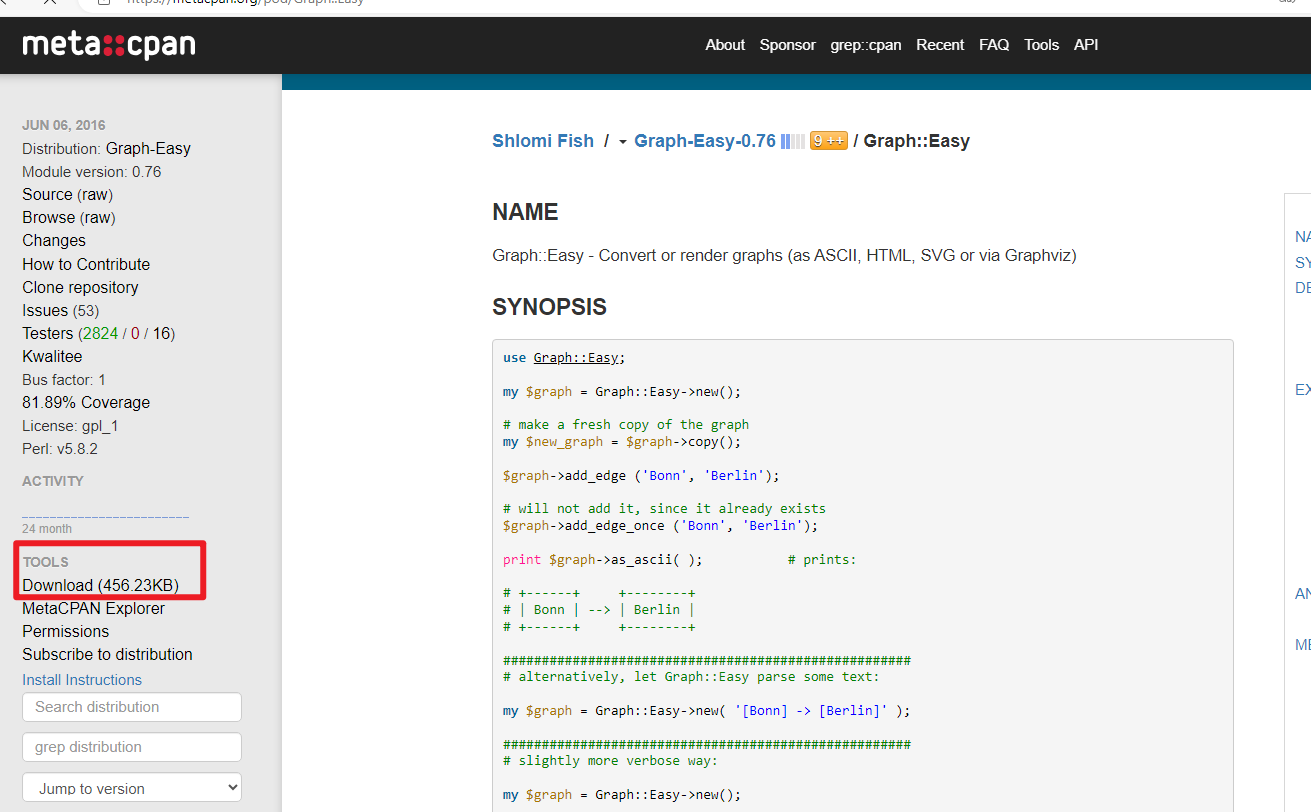 https://metacpan.org/pod/Graph::Easy
meta::cpan
About Sponsor grep::cpan Recent FAQ Tools API
JUN 06, 2016
Distribution: Graph-Easy
Module version: 0.76
Source (raw)
Browse (raw)
Changes
How to Contribute
Clone repository
Issues (53)
Testers (2824 / 0 / 16)
Kwalitee
Bus factor: 1
81.89% Coverage
License: gpl_1
Perl: v5.8.2
ACTIVITY
24 month
TOOLS
Download (456.23KB)
MetaCPAN Explorer
Permissions
Subscribe to distribution
Install Instructions
Search distribution
grep distribution
Jump to version
Shlomi Fish / Graph-Easy-0.76 9 ++ / Graph::Easy
NAME
Graph::Easy - Convert or render graphs (as ASCII, HTML, SVG or via Graphviz)
SYNOPSIS
use Graph::Easy;
my $graph = Graph::Easy->new();
# make a fresh copy of the graph
my $new_graph = $graph->copy();
$graph->add_edge ('Bonn', 'Berlin');
# will not add it, since it already exists
$graph->add_edge_once ('Bonn', 'Berlin');
print $graph->as_ascii( ); # prints:
# +------+     +--------+
# | Bonn | --> | Berlin |
# +------+     +--------+
#####################################################
# alternatively, let Graph::Easy parse some text:
my $graph = Graph::Easy->new( '[Bonn] -> [Berlin]' );
#####################################################
# slightly more verbose way:
my $graph = Graph::Easy->new();
NA
SY
DE
EX
AN
ME